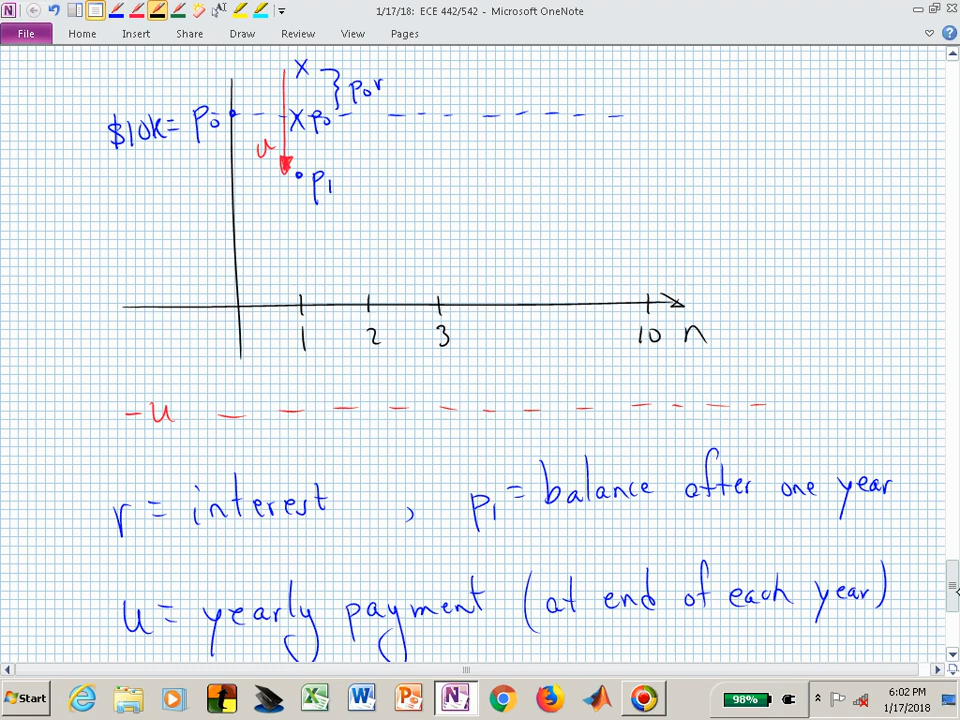 1/17/18: ECE 442/542 - Microsoft OneNote
File Home Insert Share Draw Review View Pages
x
} p₀r
$10K = p₀ x p₀
u
p₁
1 2 3 10 n
-u
r = interest , p₁ = balance after one year
u = yearly payment (at end of each year)
Start
98%
6:02 PM
1/17/2018